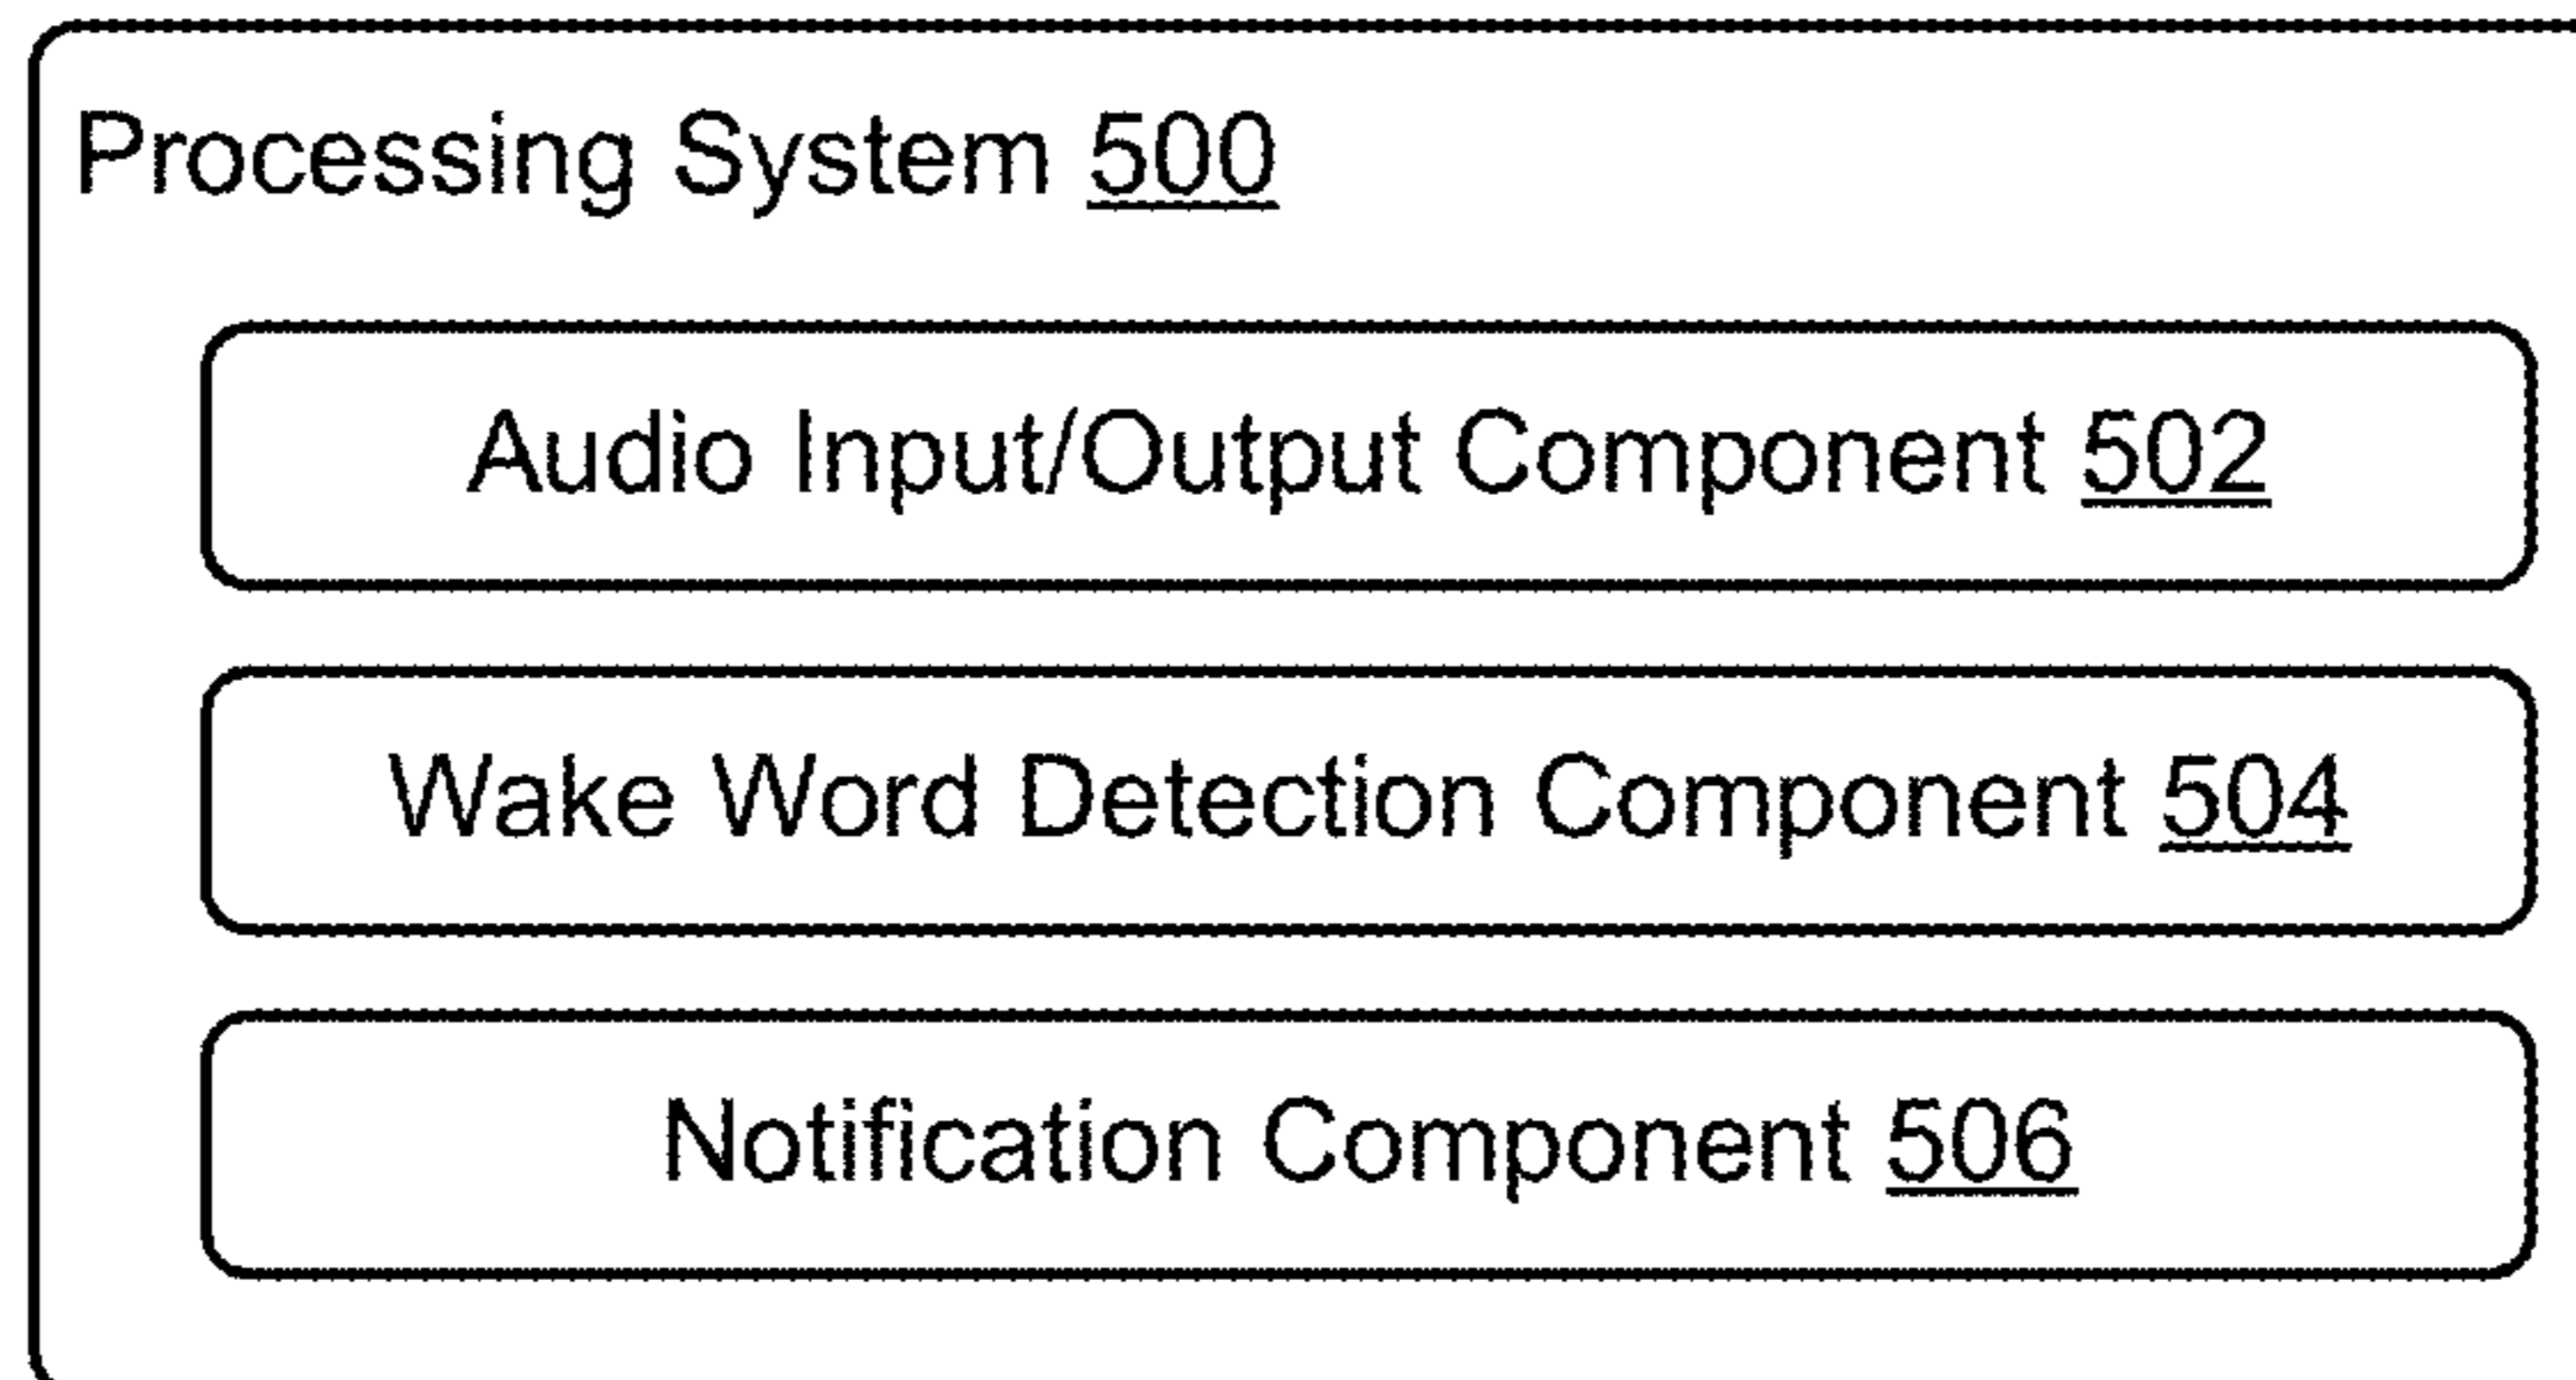 Processing System 500
Audio Input/Output Component 502
Wake Word Detection Component 504
Notification Component 506